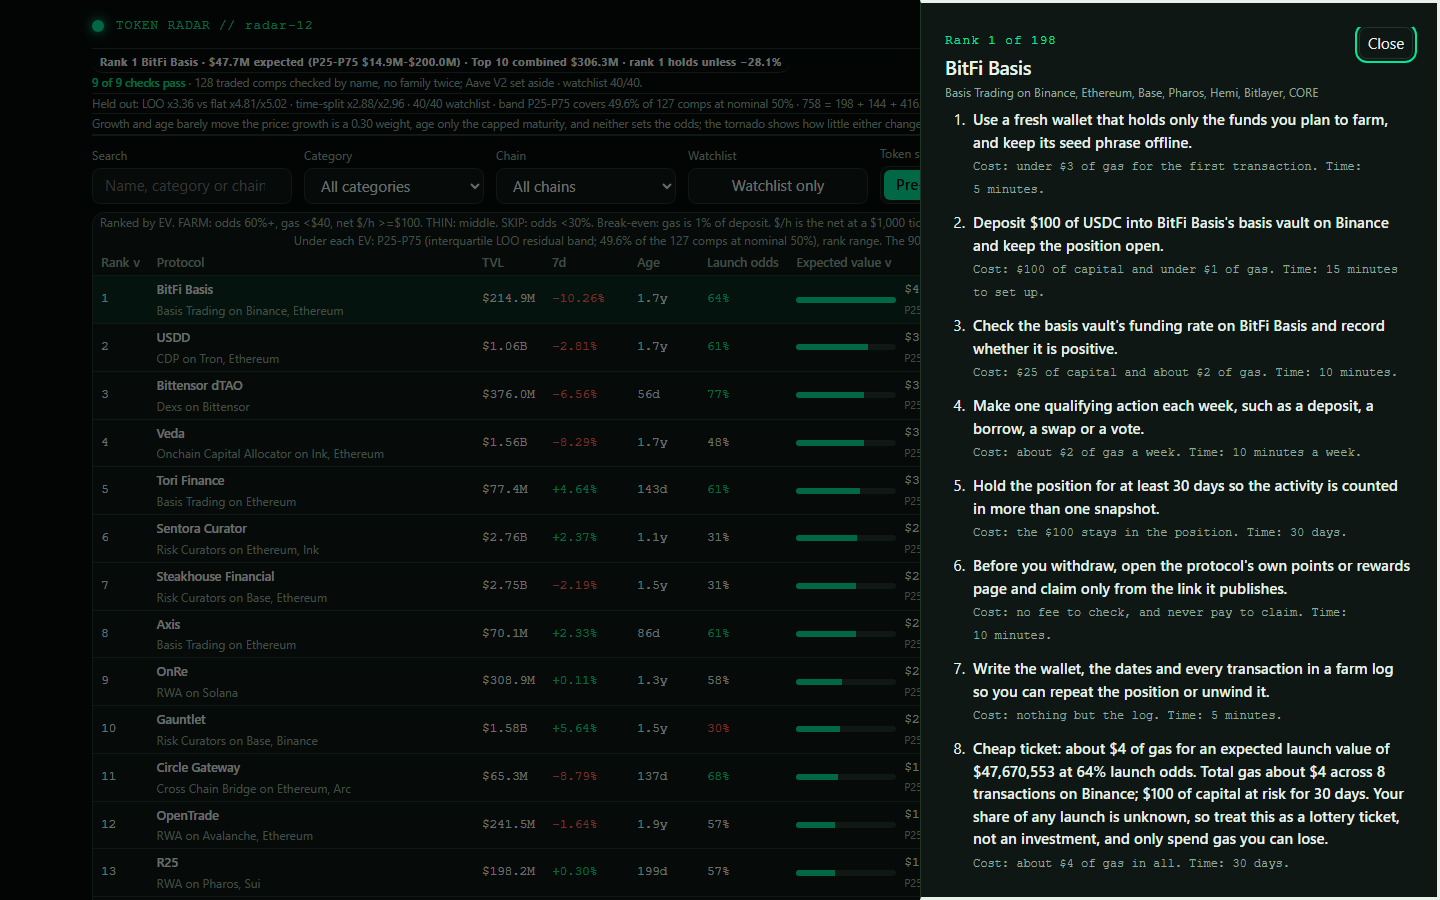 TOKEN RADAR // radar-12
Rank 1 BitFi Basis · $47.7M expected (P25-P75 $14.9M-$200.0M) · Top 10 combined $306.3M · rank 1 holds unless −28.1%
9 of 9 checks pass · 128 traded comps checked by name, no family twice; Aave V2 set aside · watchlist 40/40.
Held out: LOO x3.36 vs flat x4.81/x5.02 · time-split x2.88/x2.96 · 40/40 watchlist · band P25-P75 covers 49.6% of 127 comps at nominal 50% · 758 = 198 + 144 + 416
Growth and age barely move the price: growth is a 0.30 weight, age only the capped maturity, and neither sets the odds; the tornado shows how little either change
Search
Category
Chain
Watchlist
Token s
Name, category or chain
All categories
All chains
Watchlist only
Pre
Ranked by EV. FARM: odds 60%+, gas <$40, net $/h >=$100. THIN: middle. SKIP: odds <30%. Break-even: gas is 1% of deposit. $/h is the net at a $1,000 tic
Under each EV: P25-P75 (interquartile LOO residual band; 49.6% of the 127 comps at nominal 50%), rank range. The 90
Rank v Protocol TVL 7d Age Launch odds Expected value v
1 BitFi Basis $214.9M −10.26% 1.7y 64% $4
Basis Trading on Binance, Ethereum P25
2 USDD $1.06B −2.81% 1.7y 61% $3
CDP on Tron, Ethereum P25
3 Bittensor dTAO $376.0M −6.56% 56d 77% $3
Dexs on Bittensor P25
4 Veda $1.56B −8.29% 1.7y 48% $3
Onchain Capital Allocator on Ink, Ethereum P25
5 Tori Finance $77.4M +4.64% 143d 61% $3
Basis Trading on Ethereum P25
6 Sentora Curator $2.76B +2.37% 1.1y 31% $2
Risk Curators on Ethereum, Ink P25
7 Steakhouse Financial $2.75B −2.19% 1.5y 31% $2
Risk Curators on Base, Ethereum P25
8 Axis $70.1M +2.33% 86d 61% $2
Basis Trading on Ethereum P25
9 OnRe $308.9M +0.11% 1.3y 58% $2
RWA on Solana P25
10 Gauntlet $1.58B +5.64% 1.5y 30% $2
Risk Curators on Base, Binance P25
11 Circle Gateway $65.3M −8.79% 137d 68% $1
Cross Chain Bridge on Ethereum, Arc P25
12 OpenTrade $241.5M −1.64% 1.9y 57% $1
RWA on Avalanche, Ethereum P25
13 R25 $198.2M +0.30% 199d 57% $1
RWA on Pharos, Sui P25
Rank 1 of 198
Close
BitFi Basis
Basis Trading on Binance, Ethereum, Base, Pharos, Hemi, Bitlayer, CORE
1. Use a fresh wallet that holds only the funds you plan to farm,
and keep its seed phrase offline.
Cost: under $3 of gas for the first transaction. Time:
5 minutes.
2. Deposit $100 of USDC into BitFi Basis's basis vault on Binance
and keep the position open.
Cost: $100 of capital and under $1 of gas. Time: 15 minutes
to set up.
3. Check the basis vault's funding rate on BitFi Basis and record
whether it is positive.
Cost: $25 of capital and about $2 of gas. Time: 10 minutes.
4. Make one qualifying action each week, such as a deposit, a
borrow, a swap or a vote.
Cost: about $2 of gas a week. Time: 10 minutes a week.
5. Hold the position for at least 30 days so the activity is counted
in more than one snapshot.
Cost: the $100 stays in the position. Time: 30 days.
6. Before you withdraw, open the protocol's own points or rewards
page and claim only from the link it publishes.
Cost: no fee to check, and never pay to claim. Time:
10 minutes.
7. Write the wallet, the dates and every transaction in a farm log
so you can repeat the position or unwind it.
Cost: nothing but the log. Time: 5 minutes.
8. Cheap ticket: about $4 of gas for an expected launch value of
$47,670,553 at 64% launch odds. Total gas about $4 across 8
transactions on Binance; $100 of capital at risk for 30 days. Your
share of any launch is unknown, so treat this as a lottery ticket,
not an investment, and only spend gas you can lose.
Cost: about $4 of gas in all. Time: 30 days.